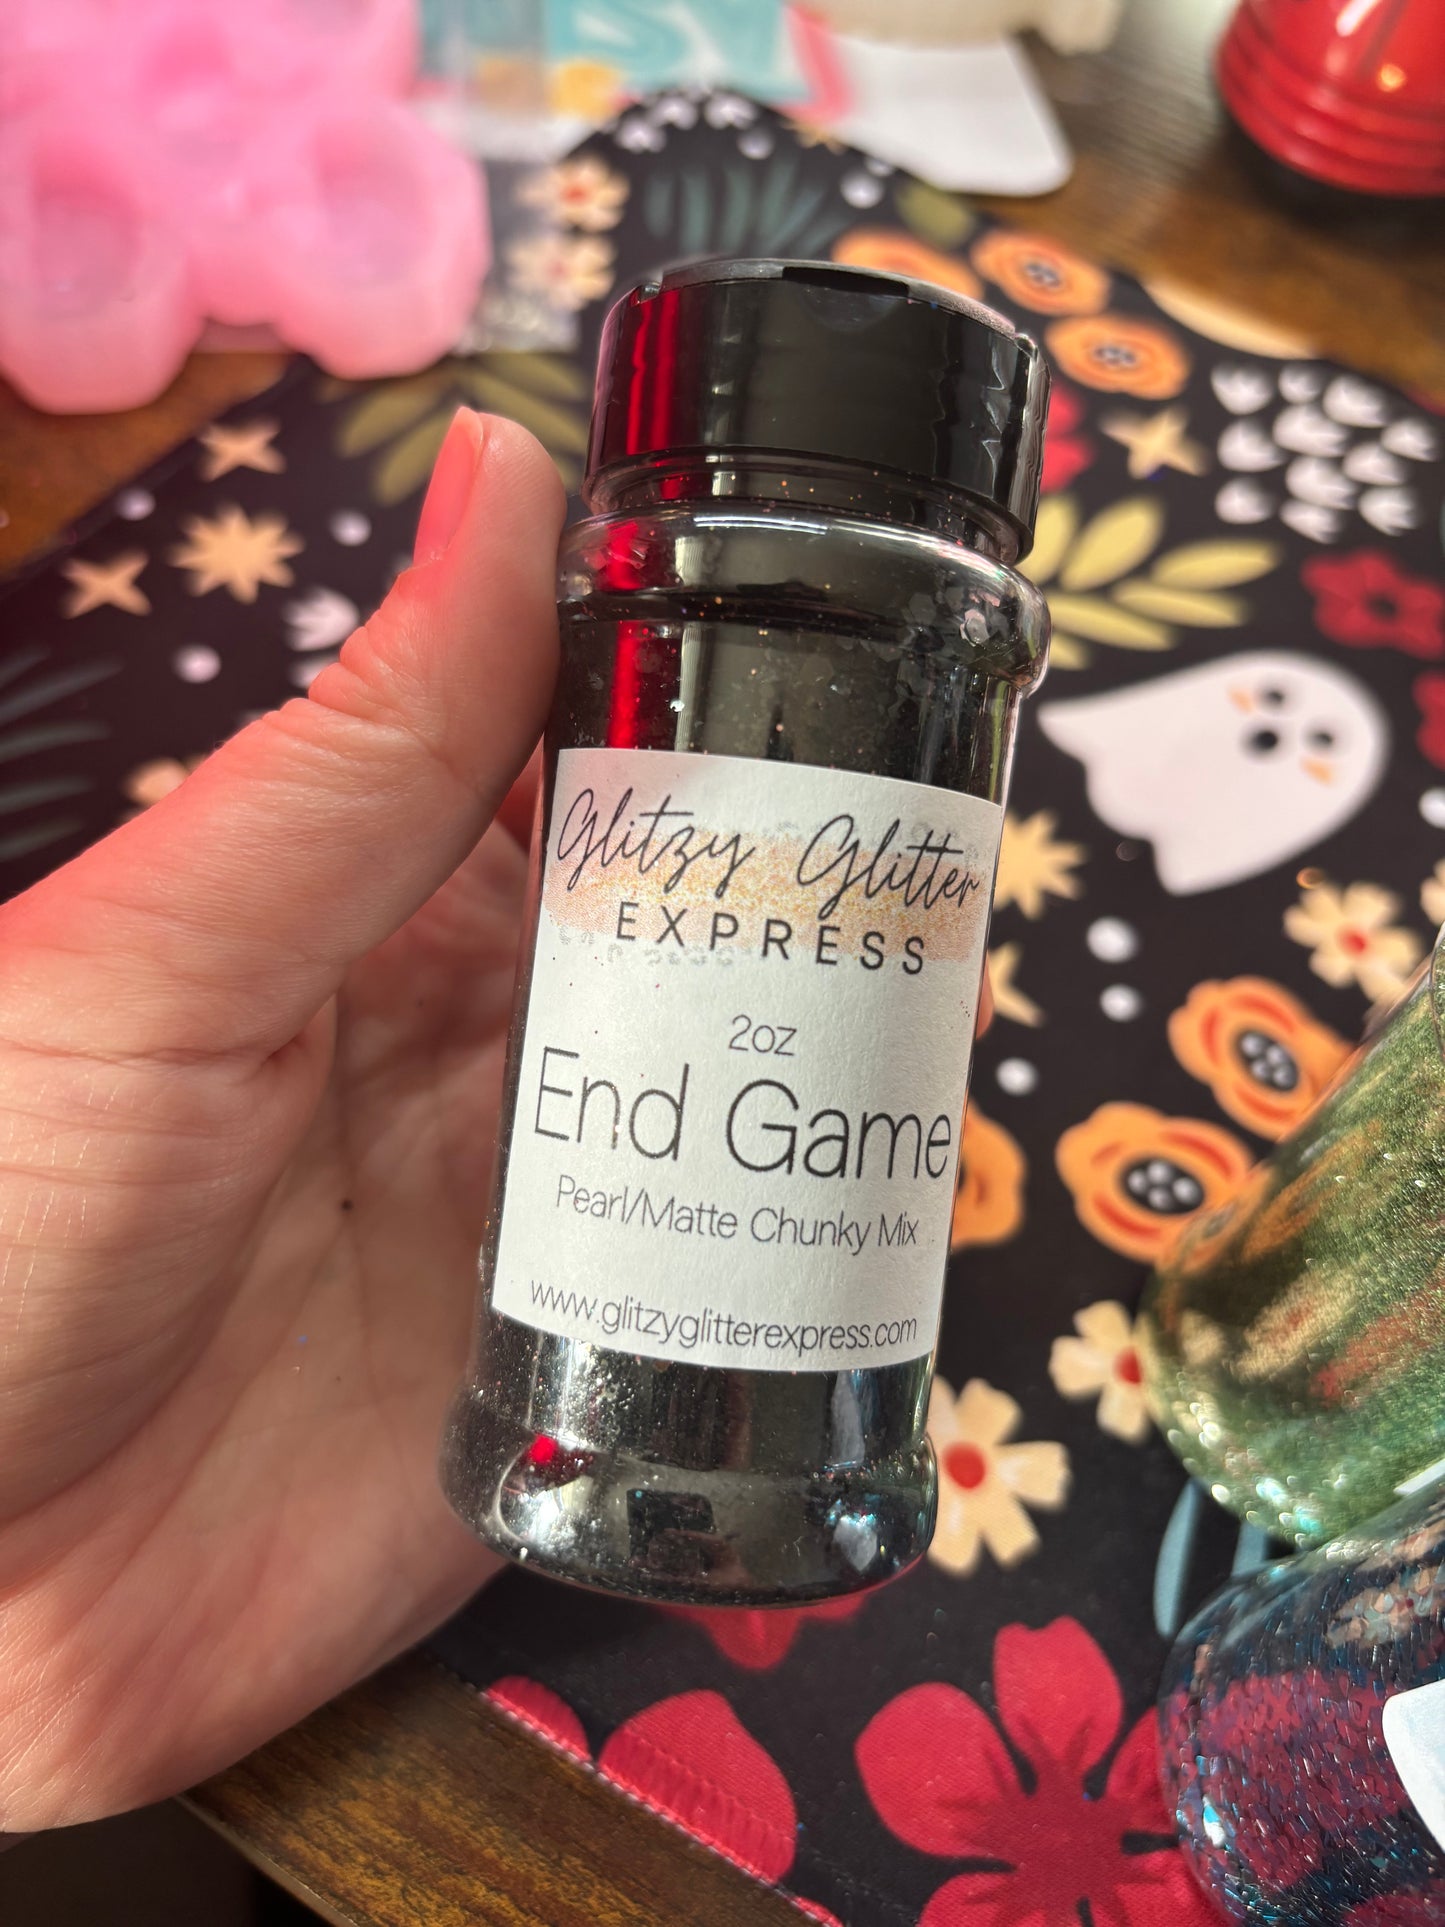 Glitzy Glitter
EXPRESS
2oz
End Game
Pearl/Matte Chunky Mix
www.glitzyglitterexpress.com